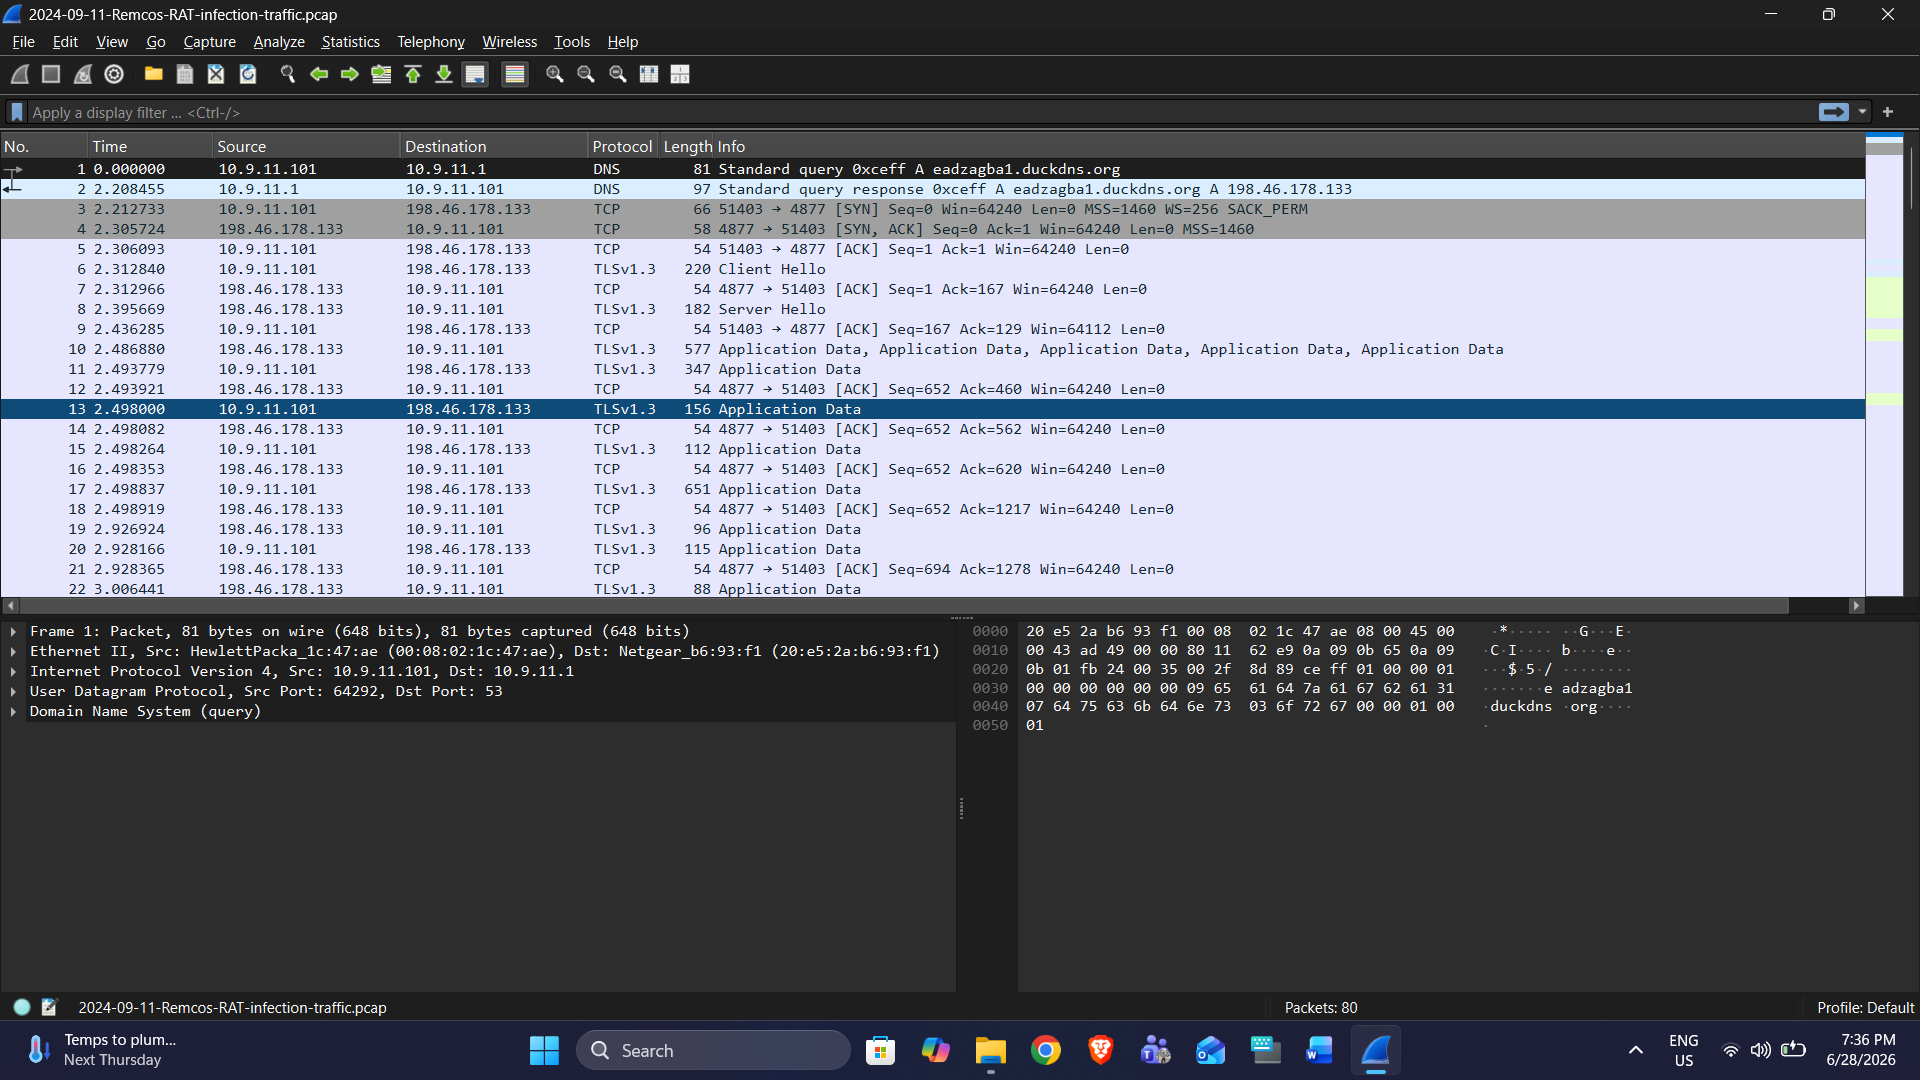 2024-09-11-Remcos-RAT-infection-traffic.pcap
File Edit View Go Capture Analyze Statistics Telephony Wireless Tools Help
Apply a display filter ... <Ctrl-/>
No. Time Source Destination Protocol Length Info
1 0.000000 10.9.11.101 10.9.11.1 DNS 81 Standard query 0xceff A eadzagba1.duckdns.org
2 2.208455 10.9.11.1 10.9.11.101 DNS 97 Standard query response 0xceff A eadzagba1.duckdns.org A 198.46.178.133
3 2.212733 10.9.11.101 198.46.178.133 TCP 66 51403 → 4877 [SYN] Seq=0 Win=64240 Len=0 MSS=1460 WS=256 SACK_PERM
4 2.305724 198.46.178.133 10.9.11.101 TCP 58 4877 → 51403 [SYN, ACK] Seq=0 Ack=1 Win=64240 Len=0 MSS=1460
5 2.306093 10.9.11.101 198.46.178.133 TCP 54 51403 → 4877 [ACK] Seq=1 Ack=1 Win=64240 Len=0
6 2.312840 10.9.11.101 198.46.178.133 TLSv1.3 220 Client Hello
7 2.312966 198.46.178.133 10.9.11.101 TCP 54 4877 → 51403 [ACK] Seq=1 Ack=167 Win=64240 Len=0
8 2.395669 198.46.178.133 10.9.11.101 TLSv1.3 182 Server Hello
9 2.436285 10.9.11.101 198.46.178.133 TCP 54 51403 → 4877 [ACK] Seq=167 Ack=129 Win=64112 Len=0
10 2.486880 198.46.178.133 10.9.11.101 TLSv1.3 577 Application Data, Application Data, Application Data, Application Data, Application Data
11 2.493779 10.9.11.101 198.46.178.133 TLSv1.3 347 Application Data
12 2.493921 198.46.178.133 10.9.11.101 TCP 54 4877 → 51403 [ACK] Seq=652 Ack=460 Win=64240 Len=0
13 2.498000 10.9.11.101 198.46.178.133 TLSv1.3 156 Application Data
14 2.498082 198.46.178.133 10.9.11.101 TCP 54 4877 → 51403 [ACK] Seq=652 Ack=562 Win=64240 Len=0
15 2.498264 10.9.11.101 198.46.178.133 TLSv1.3 112 Application Data
16 2.498353 198.46.178.133 10.9.11.101 TCP 54 4877 → 51403 [ACK] Seq=652 Ack=620 Win=64240 Len=0
17 2.498837 10.9.11.101 198.46.178.133 TLSv1.3 651 Application Data
18 2.498919 198.46.178.133 10.9.11.101 TCP 54 4877 → 51403 [ACK] Seq=652 Ack=1217 Win=64240 Len=0
19 2.926924 198.46.178.133 10.9.11.101 TLSv1.3 96 Application Data
20 2.928166 10.9.11.101 198.46.178.133 TLSv1.3 115 Application Data
21 2.928365 198.46.178.133 10.9.11.101 TCP 54 4877 → 51403 [ACK] Seq=694 Ack=1278 Win=64240 Len=0
22 3.006441 198.46.178.133 10.9.11.101 TLSv1.3 88 Application Data
Frame 1: Packet, 81 bytes on wire (648 bits), 81 bytes captured (648 bits)
Ethernet II, Src: HewlettPacka_1c:47:ae (00:08:02:1c:47:ae), Dst: Netgear_b6:93:f1 (20:e5:2a:b6:93:f1)
Internet Protocol Version 4, Src: 10.9.11.101, Dst: 10.9.11.1
User Datagram Protocol, Src Port: 64292, Dst Port: 53
Domain Name System (query)
0000 20 e5 2a b6 93 f1 00 08 02 1c 47 ae 08 00 45 00 ·*····· ··G···E·
0010 00 43 ad 49 00 00 80 11 62 e9 0a 09 0b 65 0a 09 ·C·I···· b····e··
0020 0b 01 fb 24 00 35 00 2f 8d 89 ce ff 01 00 00 01 ···$·5·/ ········
0030 00 00 00 00 00 00 09 65 61 64 7a 61 67 62 61 31 ·······e adzagba1
0040 07 64 75 63 6b 64 6e 73 03 6f 72 67 00 00 01 00 ·duckdns ·org····
0050 01 ·
2024-09-11-Remcos-RAT-infection-traffic.pcap Packets: 80 Profile: Default
Temps to plum...
Next Thursday
Search
ENG
US
7:36 PM
6/28/2026